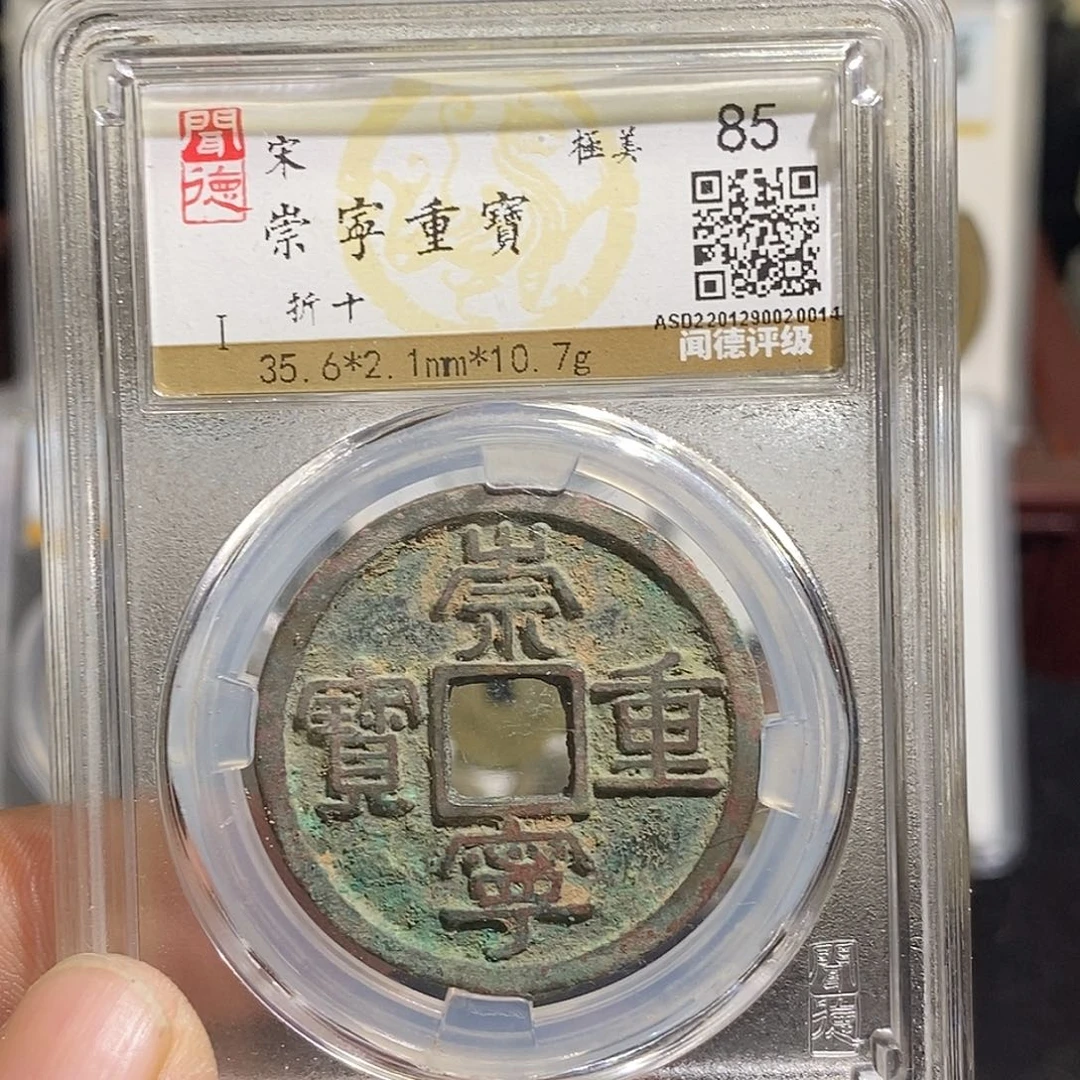 聞德
宋
極美
85
崇寧重寶
折十
ASD2201290020014
闻德评级
I
35.6*2.1mm*10.7g
崇
寶 重
寧
聞德